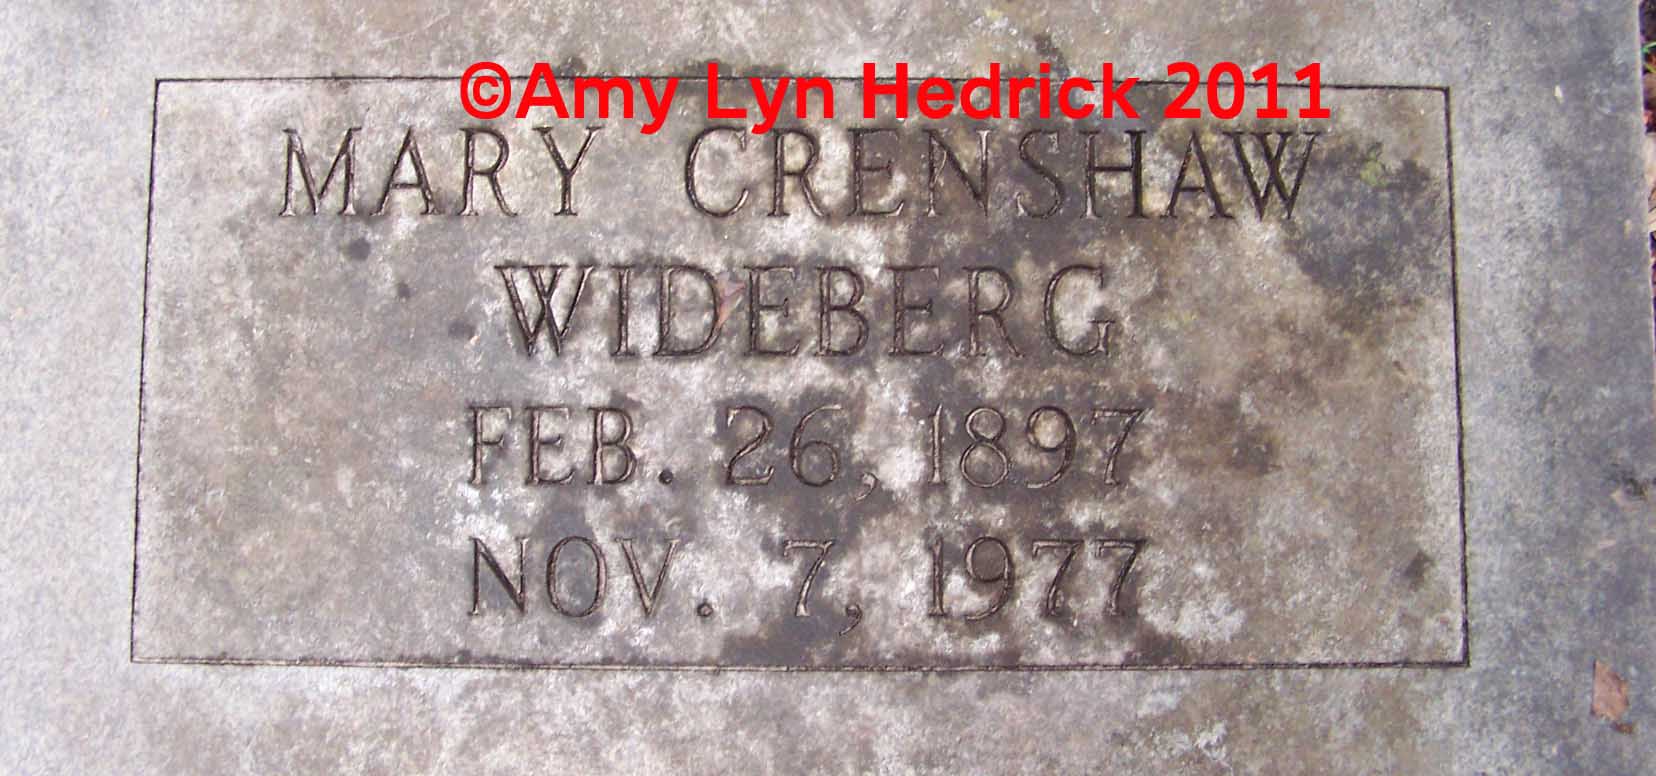 ©Amy Lyn Hedrick 2011
MARY CRENSHAW
WIDEBERG
FEB. 26, 1897
NOV. 7, 1977